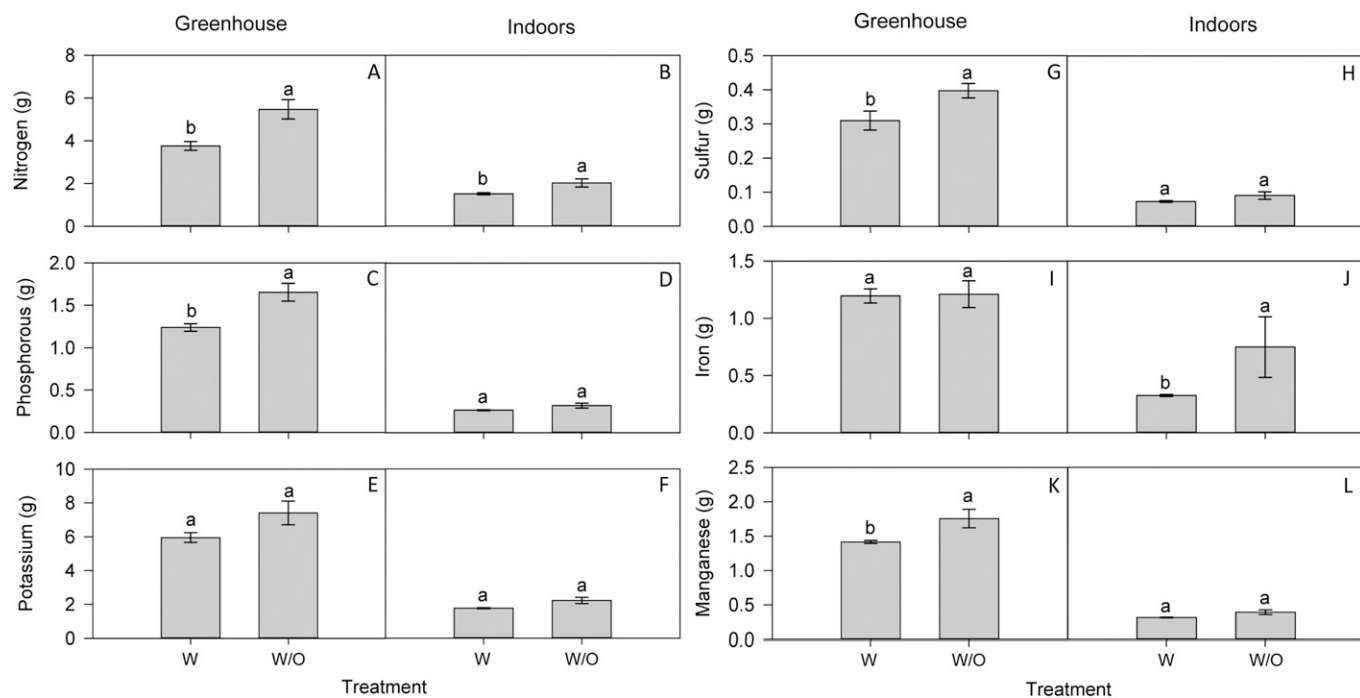 Greenhouse
Indoors
Nitrogen (g)
8
6
4
2
0
A
b
a
B
b
a
Phosphorous (g)
2.0
1.5
1.0
0.5
0.0
C
b
a
D
a
a
Potassium (g)
10
8
6
4
2
0
E
a
a
F
a
a
W
W/O
W
W/O
Treatment
Greenhouse
Indoors
Sulfur (g)
0.5
0.4
0.3
0.2
0.1
0.0
G
b
a
H
a
a
Iron (g)
1.5
1.0
0.5
0.0
I
a
a
J
b
a
Manganese (g)
2.5
2.0
1.5
1.0
0.5
0.0
K
b
a
L
a
a
W
W/O
W
W/O
Treatment